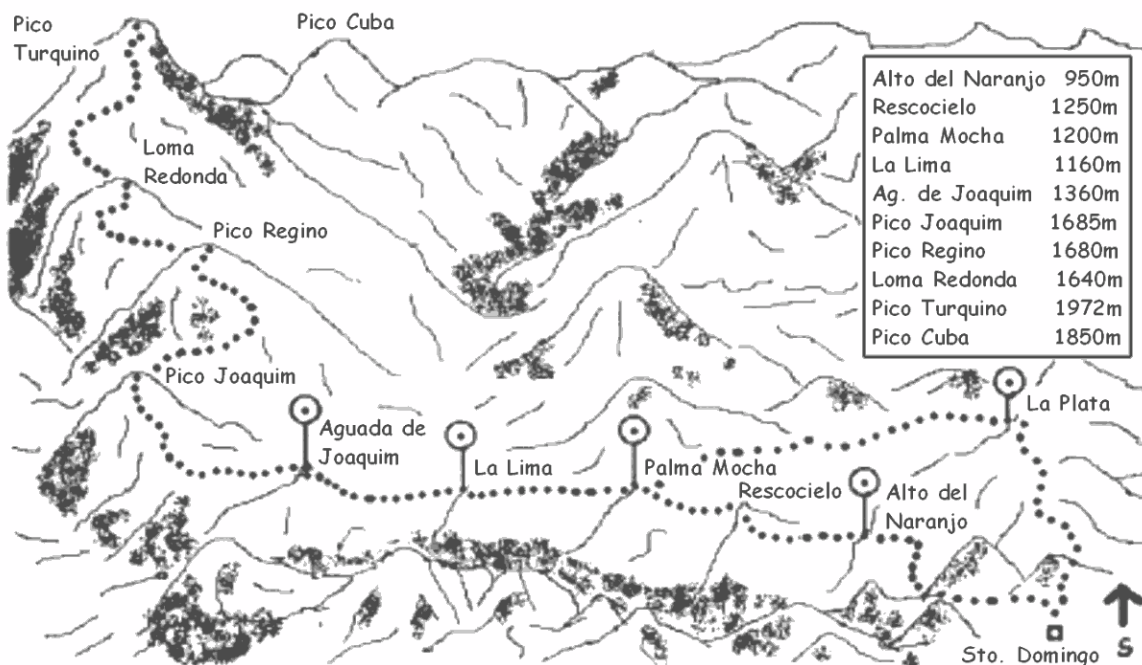 Pico
Turquino
Pico Cuba
Alto del Naranjo 950m
Rescocielo 1250m
Palma Mocha 1200m
La Lima 1160m
Ag. de Joaquim 1360m
Pico Joaquim 1685m
Pico Regino 1680m
Loma Redonda 1640m
Pico Turquino 1972m
Pico Cuba 1850m
Loma
Redonda
Pico Regino
Pico Joaquim
Aguada de
Joaquim
La Lima
Palma Mocha
Rescocielo
Alto del
Naranjo
La Plata
Sto. Domingo
S